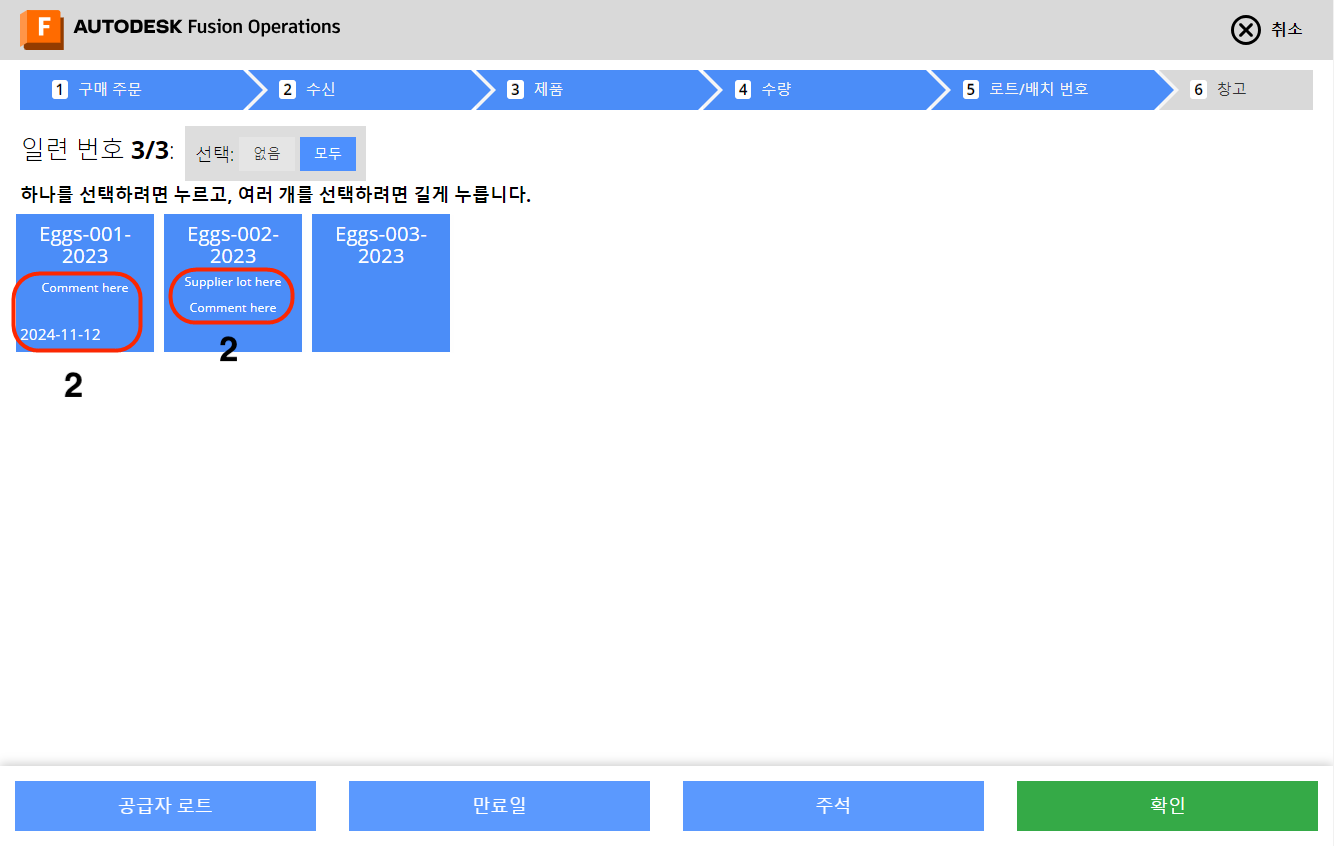 F AUTODESK Fusion Operations
취소
1 구매 주문 2 수신 3 제품 4 수량 5 로트/배치 번호 6 창고
일련 번호 3/3: 선택: 없음 모두
하나를 선택하려면 누르고, 여러 개를 선택하려면 길게 누릅니다.
Eggs-001-
2023
Comment here
2024-11-12
2
Eggs-002-
2023
Supplier lot here
Comment here
2
Eggs-003-
2023
공급자 로트 만료일 주석 확인